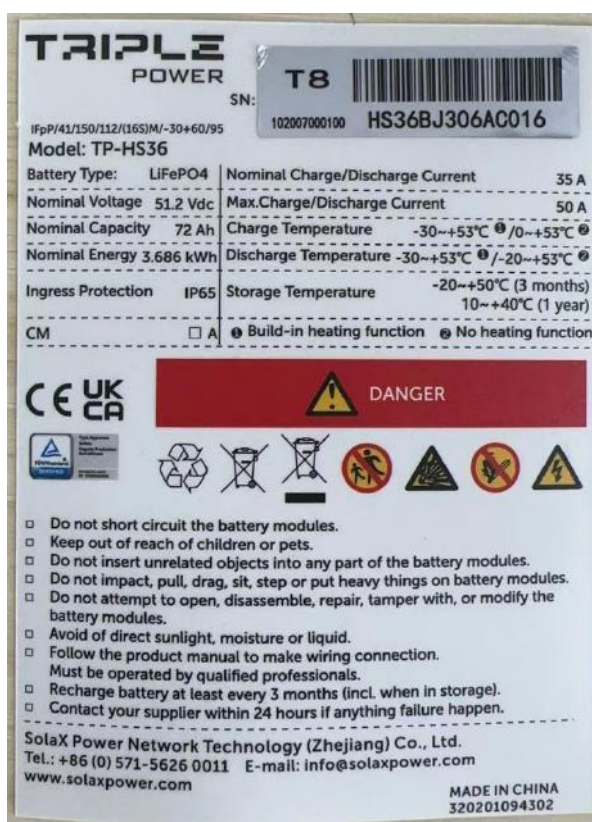 TRIPLE
POWER
T8
SN:
102007000100 HS36BJ306AC016
IFpP/41/150/112/(16S)M/-30+60/95
Model: TP-HS36
Battery Type: LiFePO4 Nominal Charge/Discharge Current 35 A
Nominal Voltage 51.2 Vdc Max.Charge/Discharge Current 50 A
Nominal Capacity 72 Ah Charge Temperature -30~+53℃ ❶ /0~+53℃ ❷
Nominal Energy 3.686 kWh Discharge Temperature -30~+53℃ ❶ /-20~+53℃ ❷
Ingress Protection IP65 Storage Temperature -20~+50℃ (3 months)
10~+40℃ (1 year)
CM □ A ❶ Build-in heating function ❷ No heating function
CE UK
CA
DANGER
□ Do not short circuit the battery modules.
□ Keep out of reach of children or pets.
□ Do not insert unrelated objects into any part of the battery modules.
□ Do not impact, pull, drag, sit, step or put heavy things on battery modules.
□ Do not attempt to open, disassemble, repair, tamper with, or modify the
battery modules.
□ Avoid of direct sunlight, moisture or liquid.
□ Follow the product manual to make wiring connection.
Must be operated by qualified professionals.
□ Recharge battery at least every 3 months (incl. when in storage).
□ Contact your supplier within 24 hours if anything failure happen.
SolaX Power Network Technology (Zhejiang) Co., Ltd.
Tel.: +86 (0) 571-5626 0011 E-mail: info@solaxpower.com
www.solaxpower.com
MADE IN CHINA
320201094302